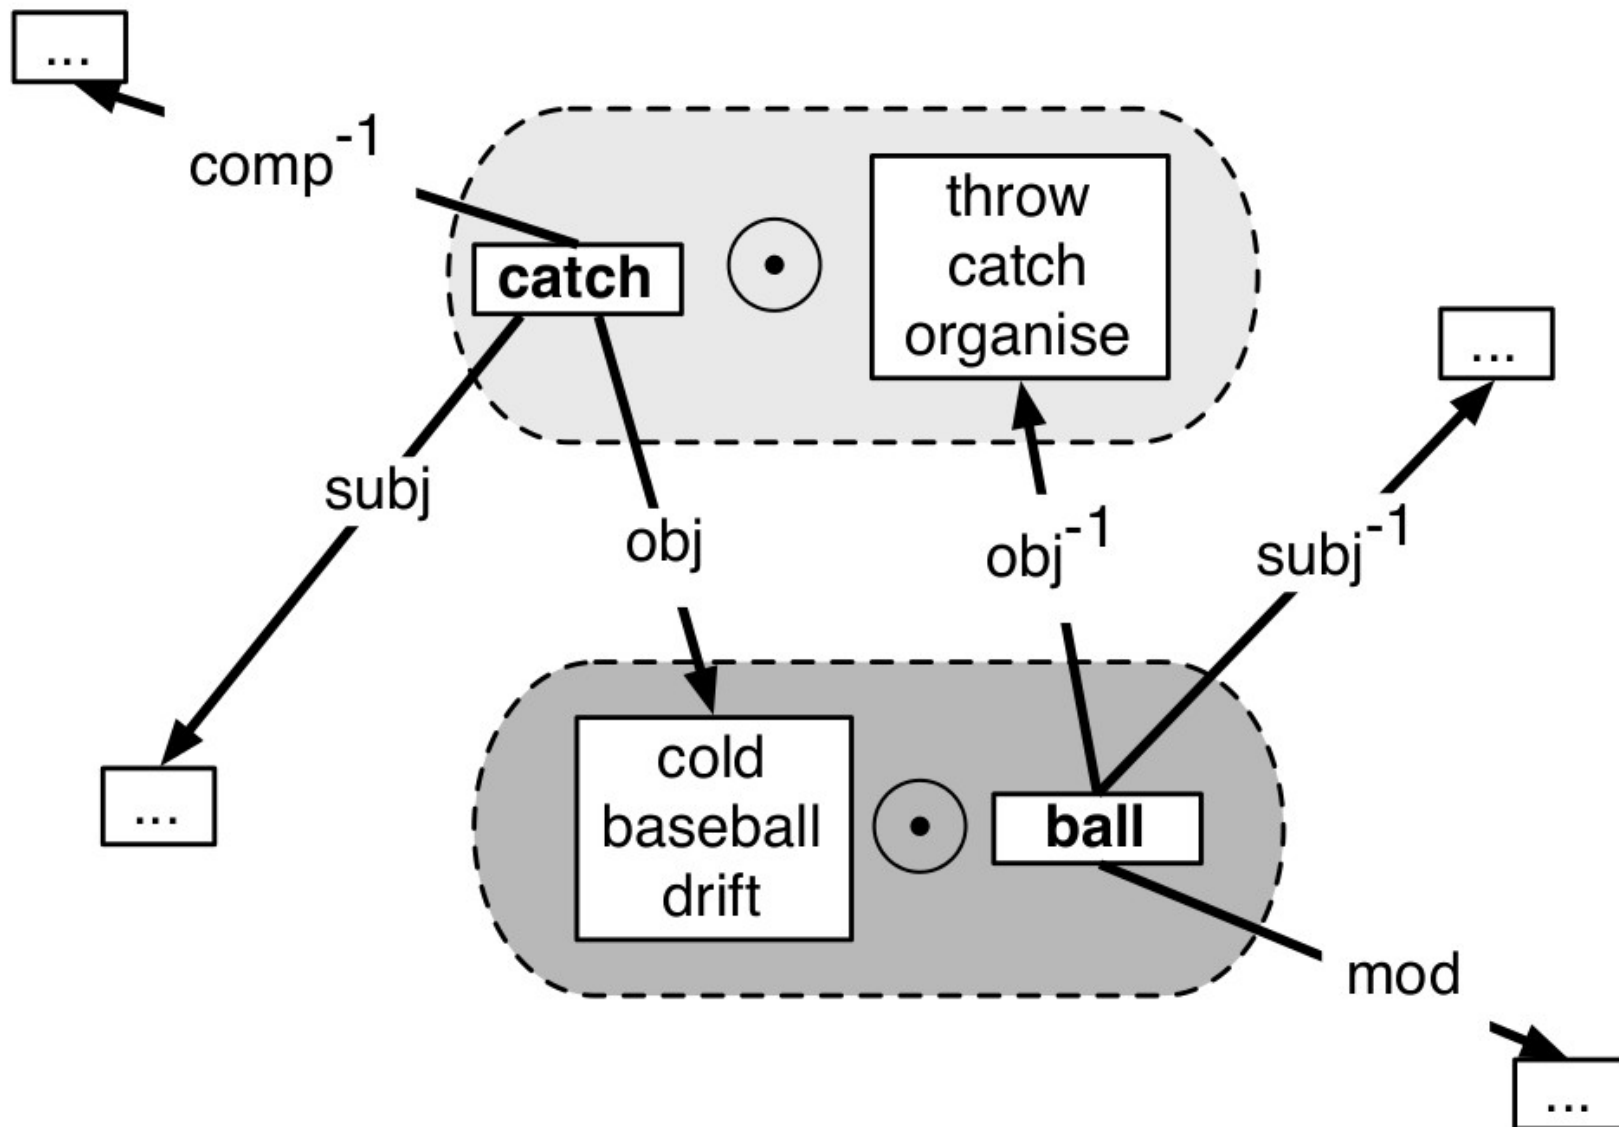 ...
comp⁻¹
throw
catch
catch
organise
...
subj
obj
obj⁻¹
subj⁻¹
cold
baseball
ball
drift
...
mod
...